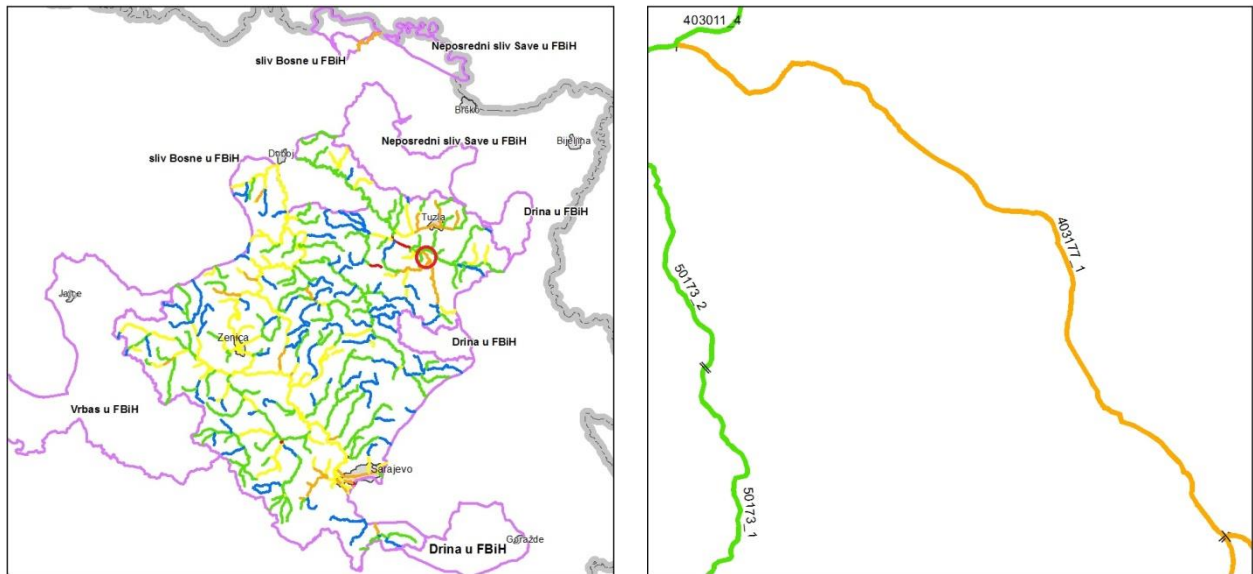 Neposredni sliv Save u FBiH
sliv Bosne u FBiH
Brčko
Neposredni sliv Save u FBiH
Bijeljina
Doboj
sliv Bosne u FBiH
Drina u FBiH
Tuzla
Jajce
Zenica
Drina u FBiH
Vrbas u FBiH
Sarajevo
Goražde
Drina u FBiH
403011_4
403177_1
50173_2
50173_1